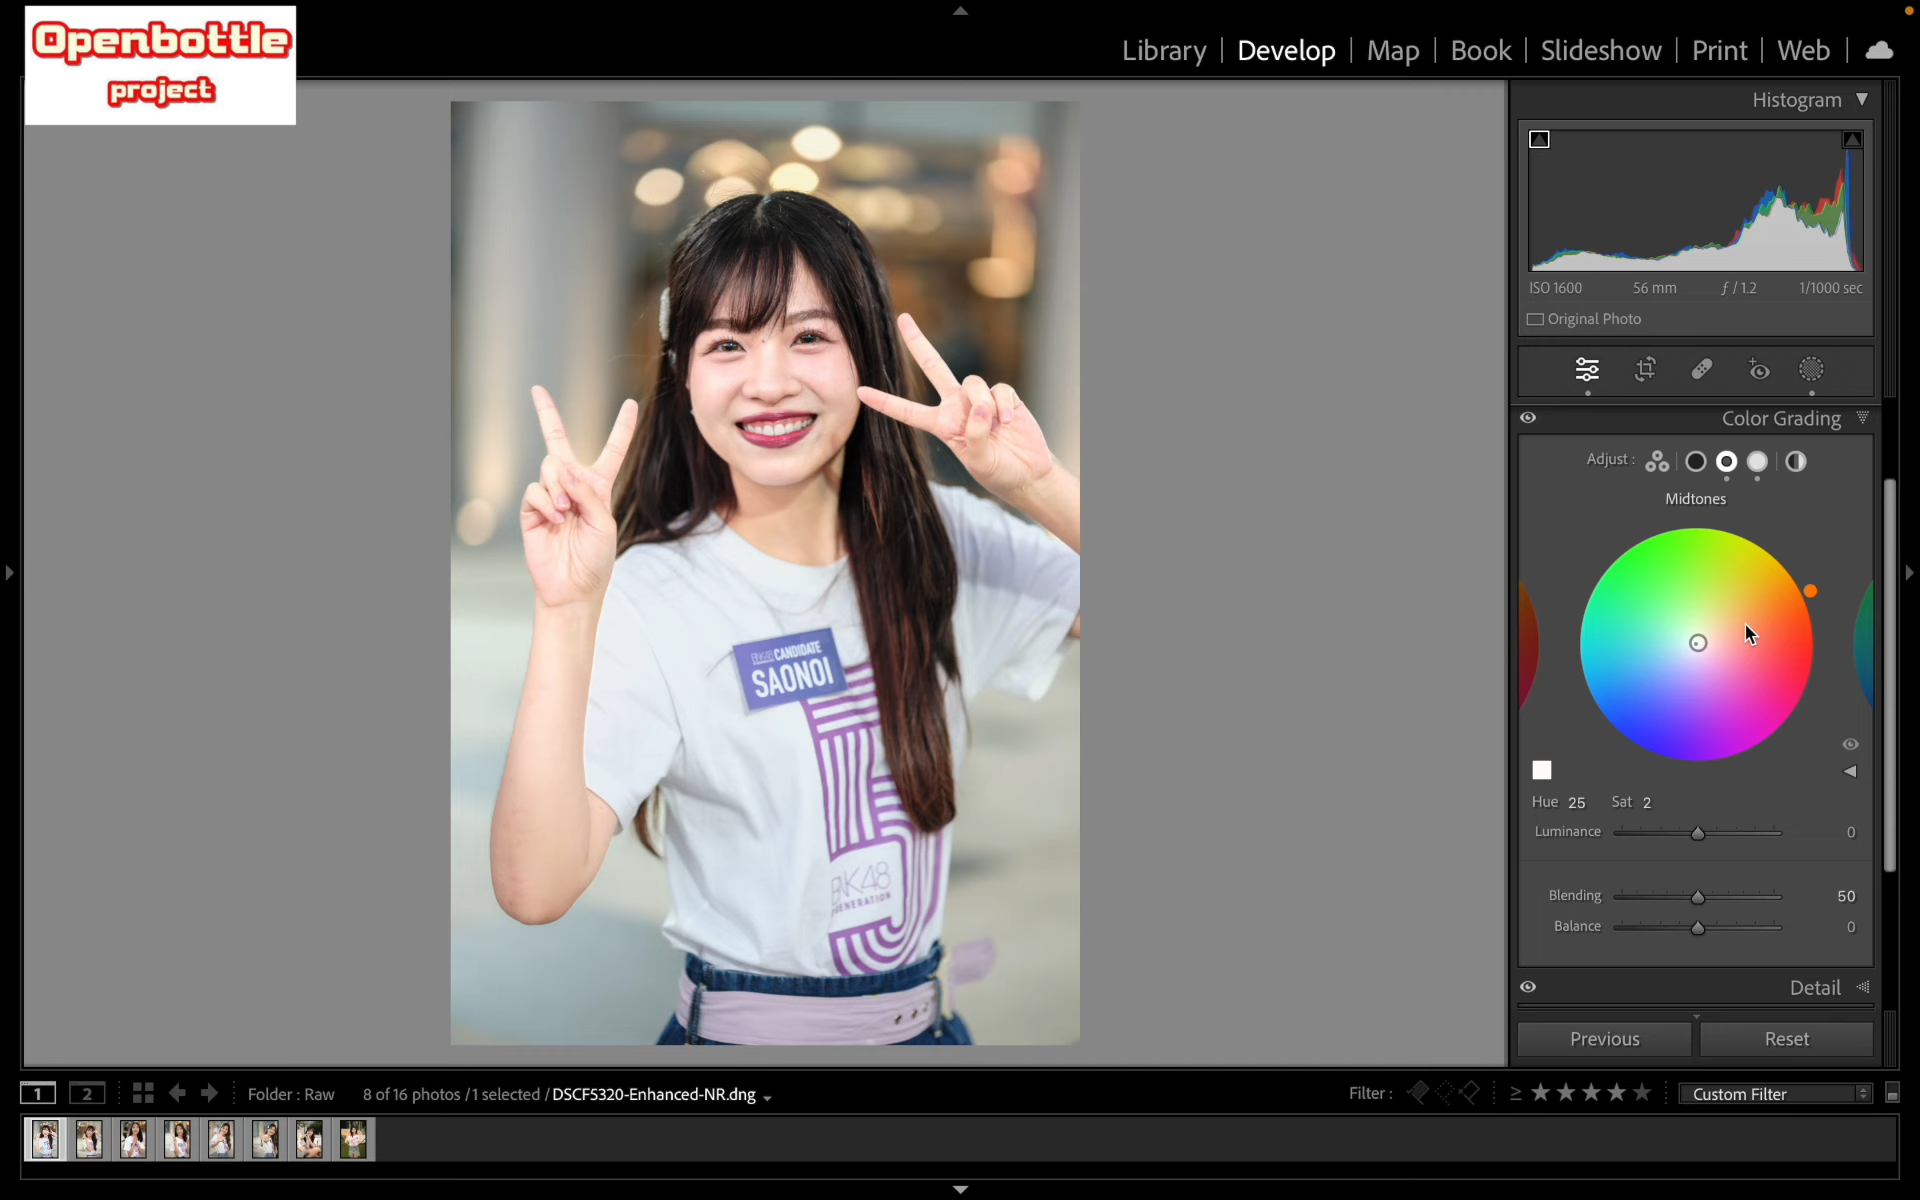 Openbottle
project
Library | Develop | Map | Book | Slideshow | Print | Web
Histogram
ISO 1600 56 mm ƒ / 1.2 1/1000 sec
Original Photo
Color Grading
Adjust :
Midtones
BNK48 CANDIDATE
SAONOI
Hue 25 Sat 2
Luminance 0
BNK48
GENERATION
Blending 50
Balance 0
Detail
Previous Reset
1 2 Folder : Raw 8 of 16 photos / 1 selected / DSCF5320-Enhanced-NR.dng Filter : ≥ ★★★★★ Custom Filter